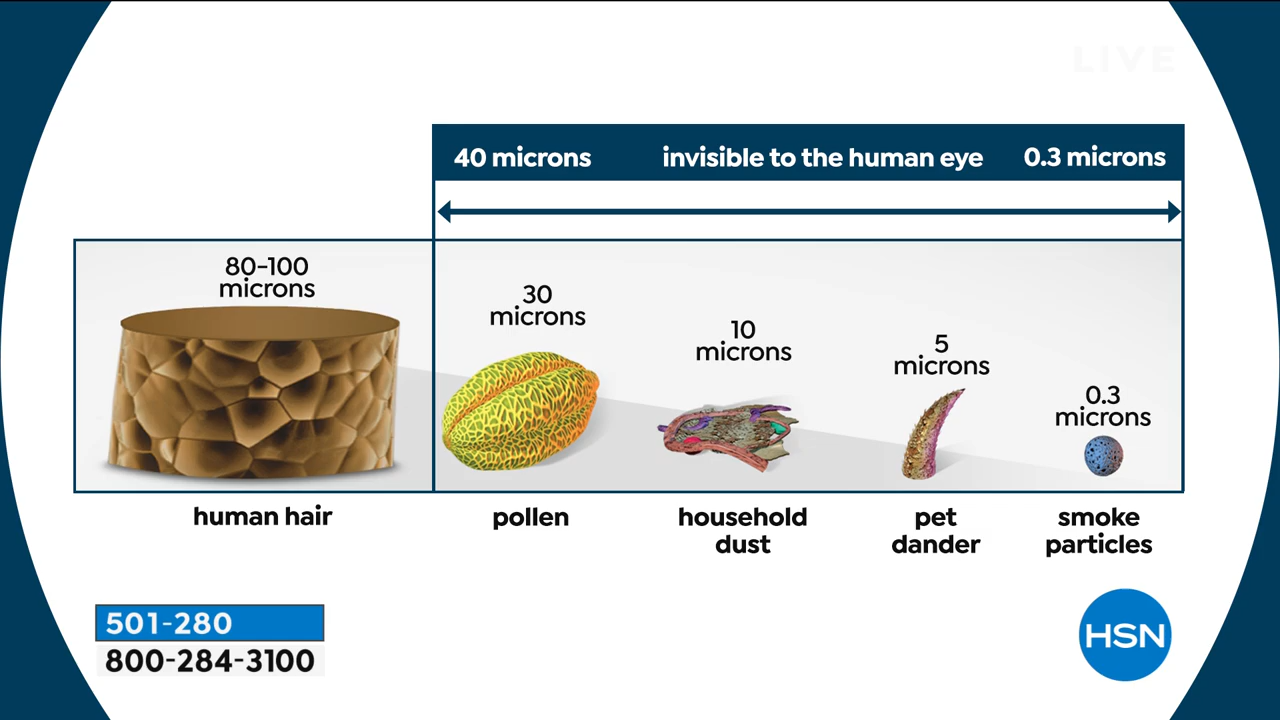 LIVE
40 microns invisible to the human eye 0.3 microns
80-100
microns
30
microns
10
microns
5
microns
0.3
microns
human hair
pollen
household
dust
pet
dander
smoke
particles
501-280
800-284-3100
HSN